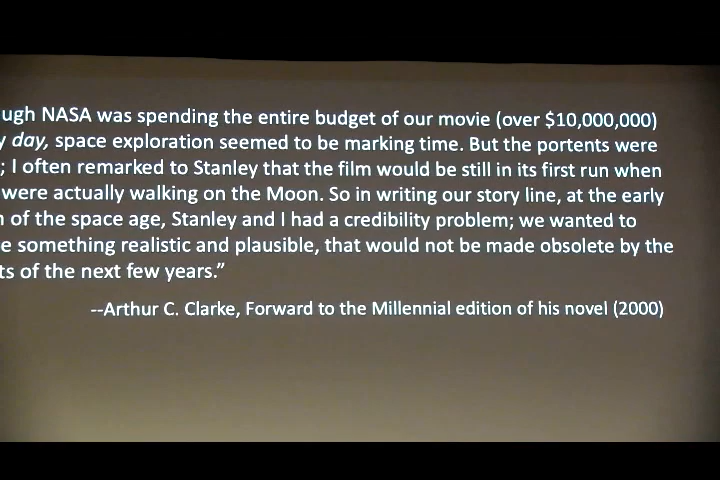 ugh NASA was spending the entire budget of our movie (over $10,000,000)
y day, space exploration seemed to be marking time. But the portents were
; I often remarked to Stanley that the film would be still in its first run when
were actually walking on the Moon. So in writing our story line, at the early
n of the space age, Stanley and I had a credibility problem; we wanted to
e something realistic and plausible, that would not be made obsolete by the
ts of the next few years.”
--Arthur C. Clarke, Forward to the Millennial edition of his novel (2000)